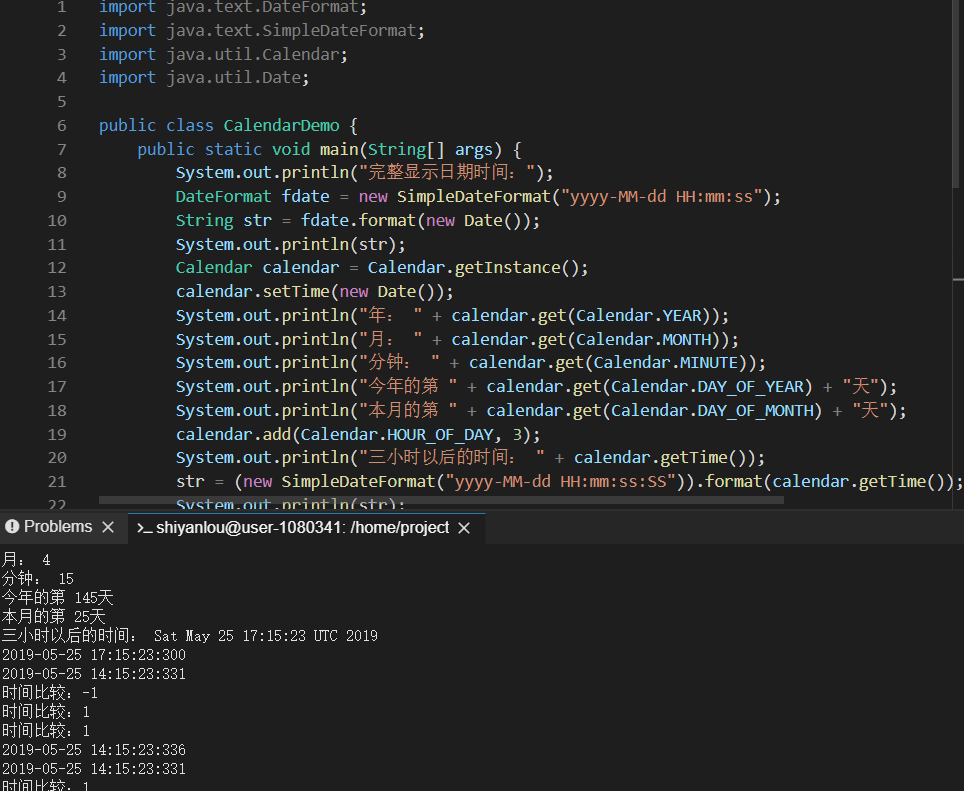 1 import java.text.DateFormat;
2 import java.text.SimpleDateFormat;
3 import java.util.Calendar;
4 import java.util.Date;
5
6 public class CalendarDemo {
7 public static void main(String[] args) {
8 System.out.println("完整显示日期时间：");
9 DateFormat fdate = new SimpleDateFormat("yyyy-MM-dd HH:mm:ss");
10 String str = fdate.format(new Date());
11 System.out.println(str);
12 Calendar calendar = Calendar.getInstance();
13 calendar.setTime(new Date());
14 System.out.println("年： " + calendar.get(Calendar.YEAR));
15 System.out.println("月： " + calendar.get(Calendar.MONTH));
16 System.out.println("分钟： " + calendar.get(Calendar.MINUTE));
17 System.out.println("今年的第 " + calendar.get(Calendar.DAY_OF_YEAR) + "天");
18 System.out.println("本月的第 " + calendar.get(Calendar.DAY_OF_MONTH) + "天");
19 calendar.add(Calendar.HOUR_OF_DAY, 3);
20 System.out.println("三小时以后的时间： " + calendar.getTime());
21 str = (new SimpleDateFormat("yyyy-MM-dd HH:mm:ss:SS")).format(calendar.getTime());
22 System.out.println(str);
Problems × >_ shiyanlou@user-1080341: /home/project ×
月： 4
分钟： 15
今年的第 145天
本月的第 25天
三小时以后的时间： Sat May 25 17:15:23 UTC 2019
2019-05-25 17:15:23:300
2019-05-25 14:15:23:331
时间比较：-1
时间比较：1
时间比较：1
2019-05-25 14:15:23:336
2019-05-25 14:15:23:331
时间比较：1